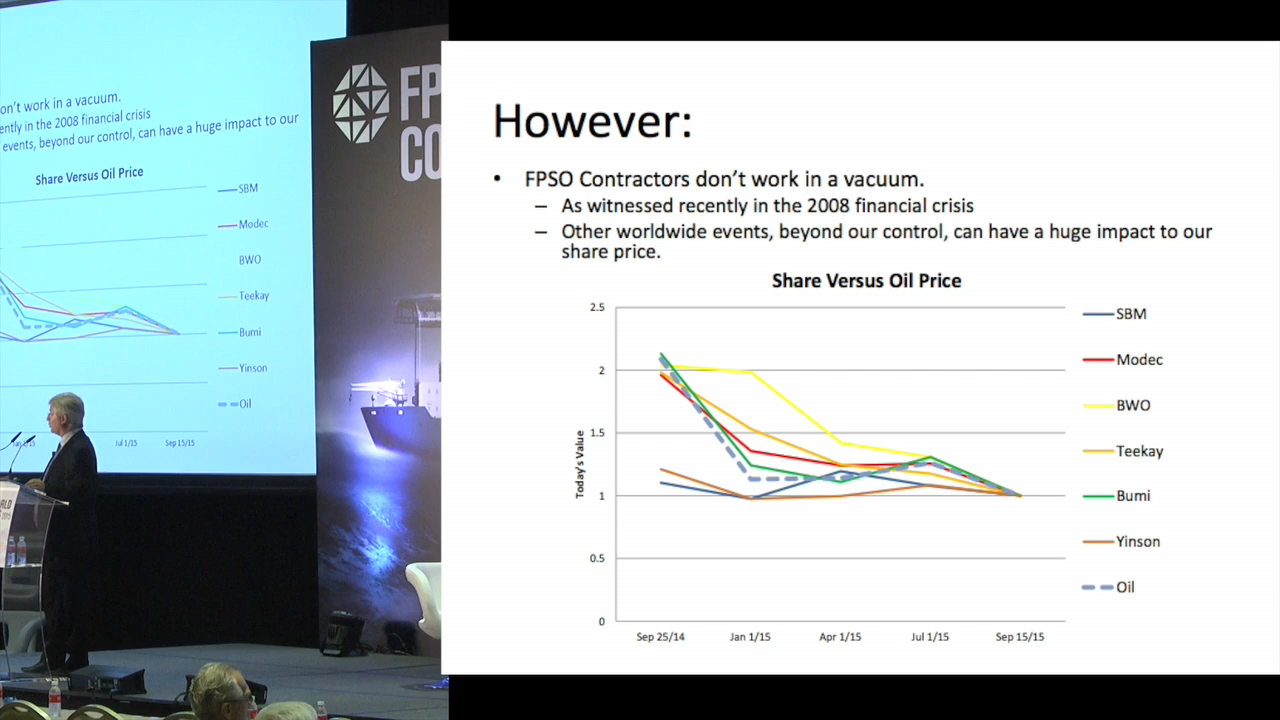 on't work in a vacuum.
ently in the 2008 financial crisis
events, beyond our control, can have a huge impact to our
Share Versus Oil Price
SBM
Modec
BWO
Teekay
Bumi
Yinson
Oil
Jul 1/15
Sep 15/15
FP
CO
However:
• FPSO Contractors don't work in a vacuum.
– As witnessed recently in the 2008 financial crisis
– Other worldwide events, beyond our control, can have a huge impact to our
share price.
Share Versus Oil Price
2.5
2
1.5
1
0.5
0
Today's Value
Sep 25/14
Jan 1/15
Apr 1/15
Jul 1/15
Sep 15/15
SBM
Modec
BWO
Teekay
Bumi
Yinson
Oil